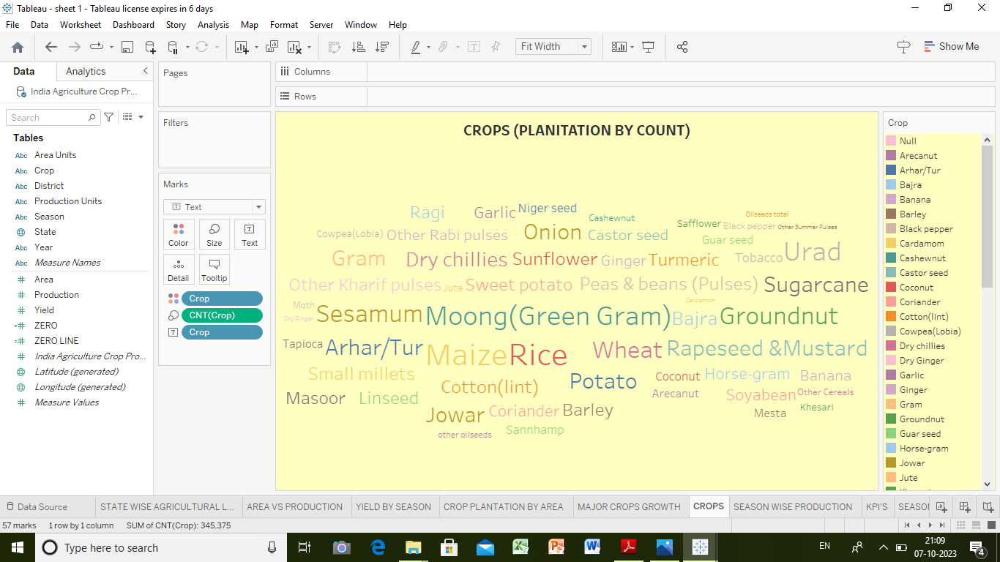 Tableau - sheet 1 - Tableau license expires in 6 days
File Data Worksheet Dashboard Story Analysis Map Format Server Window Help
Fit Width
Show Me
Data Analytics
India Agriculture Crop Pr...
Search
Tables
Abc Area Units
Abc Crop
Abc District
Abc Production Units
Abc Season
State
Abc Year
Abc Measure Names
Area
Production
Yield
ZERO
ZERO LINE
India Agriculture Crop Pro...
Latitude (generated)
Longitude (generated)
Measure Values
Pages
Filters
Marks
Text
Color Size Text
Detail Tooltip
Crop
CNT(Crop)
Crop
Columns
Rows
CROPS (PLANITATION BY COUNT)
Ragi Garlic Niger seed Cashewnut Oilseeds total
Cowpea(Lobia) Other Rabi pulses Onion Castor seed Safflower Black pepper Other Summer Pulses
Guar seed
Gram Dry chillies Sunflower Ginger Turmeric Tobacco Urad
Other Kharif pulses Jute Sweet potato Peas & beans (Pulses) Sugarcane
Moth Cardamom
Dry Ginger Sesamum Moong(Green Gram) Bajra Groundnut
Tapioca Arhar/Tur Maize Rice Wheat Rapeseed &Mustard
Small millets Cotton(lint) Potato Coconut Horse-gram Banana
Masoor Linseed Arecanut Soyabean Other Cereals
Jowar Coriander Barley Mesta Khesari
other oilseeds Sannhamp
Crop
Null
Arecanut
Arhar/Tur
Bajra
Banana
Barley
Black pepper
Cardamom
Cashewnut
Castor seed
Coconut
Coriander
Cotton(lint)
Cowpea(Lobia)
Dry chillies
Dry Ginger
Garlic
Ginger
Gram
Groundnut
Guar seed
Horse-gram
Jowar
Jute
Data Source STATE WISE AGRICULTURAL L... AREA VS PRODUCTION YIELD BY SEASON CROP PLANTATION BY AREA MAJOR CROPS GROWTH CROPS SEASON WISE PRODUCTION KPI'S SEASO
57 marks 1 row by 1 column SUM of CNT(Crop): 345,375
Type here to search
EN
21:09
07-10-2023
4